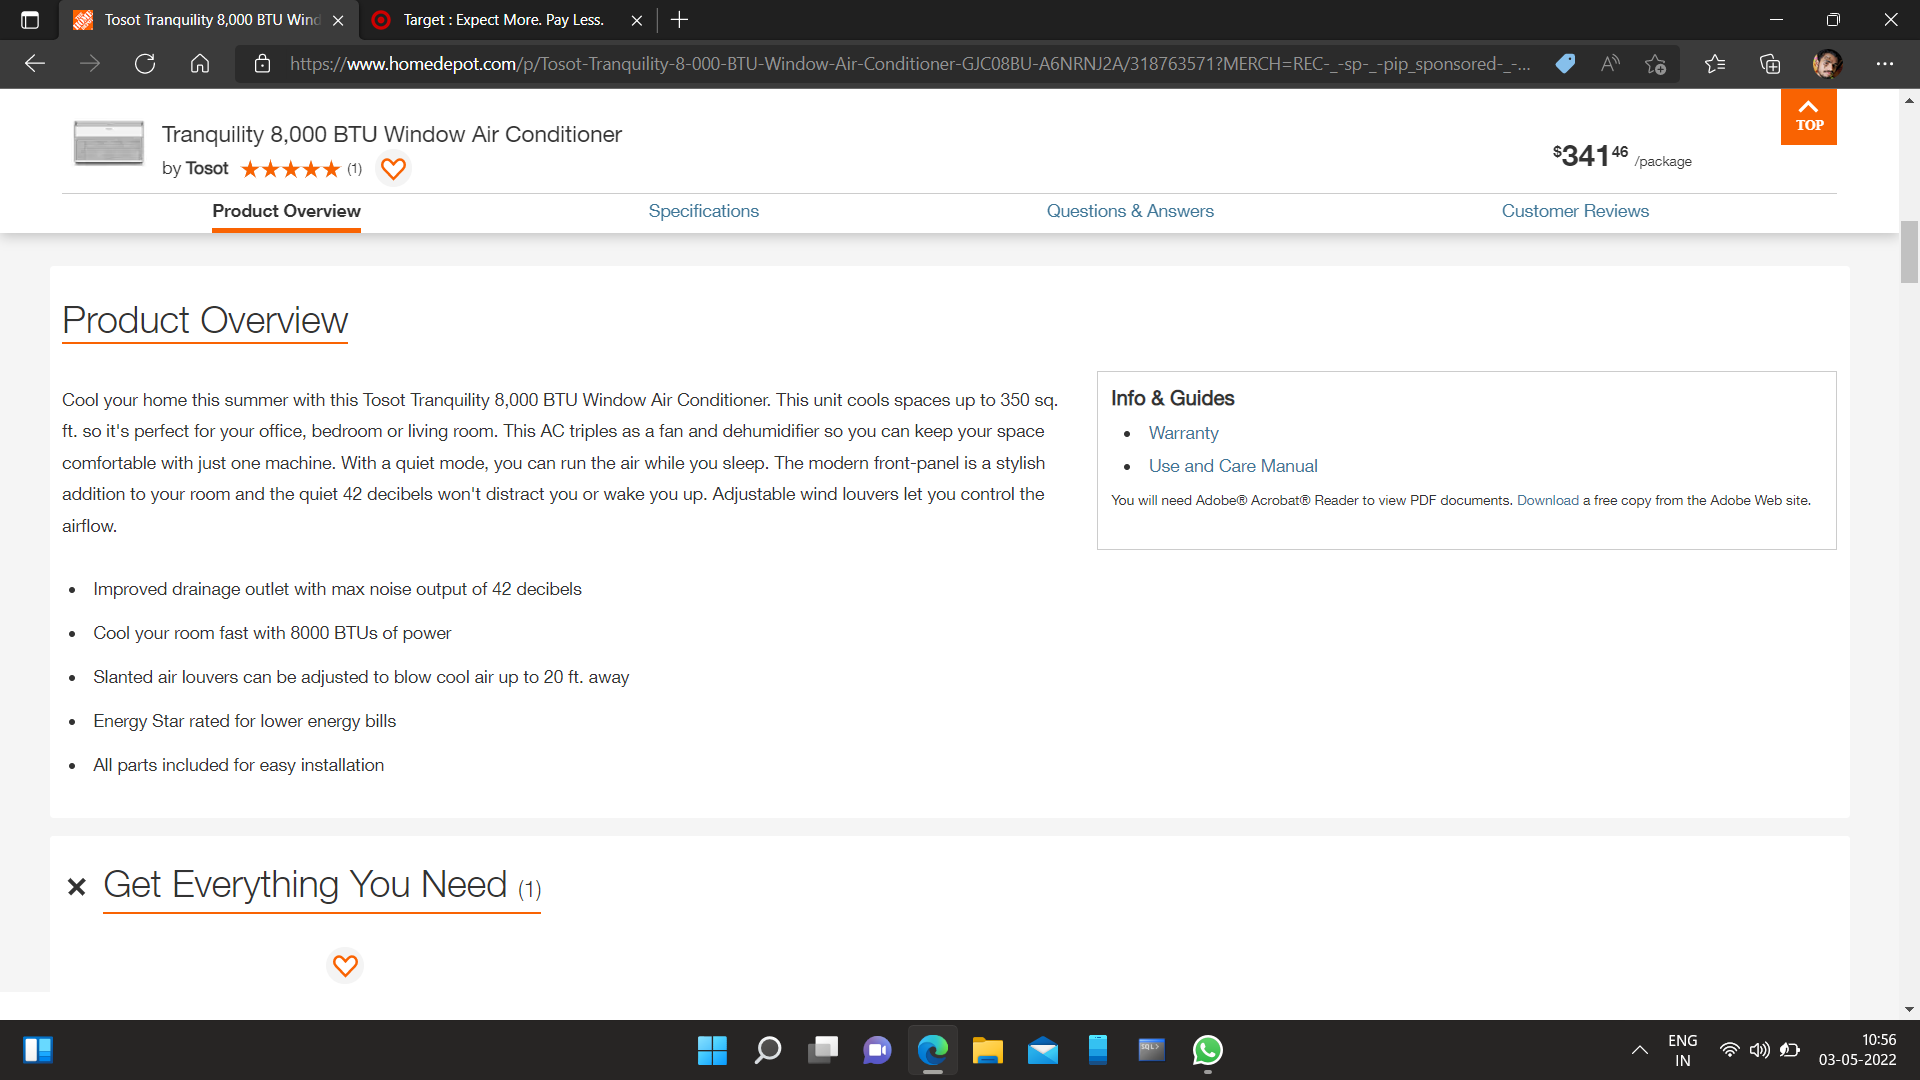 Tosot Tranquility 8,000 BTU Wind
Target : Expect More. Pay Less.
https://www.homedepot.com/p/Tosot-Tranquility-8-000-BTU-Window-Air-Conditioner-GJC08BU-A6NRNJ2A/318763571?MERCH=REC-_-sp-_-pip_sponsored-_-...
TOP
Tranquility 8,000 BTU Window Air Conditioner
by Tosot (1)
$341 46 /package
Product Overview
Specifications
Questions & Answers
Customer Reviews
Product Overview
Cool your home this summer with this Tosot Tranquility 8,000 BTU Window Air Conditioner. This unit cools spaces up to 350 sq.
ft. so it's perfect for your office, bedroom or living room. This AC triples as a fan and dehumidifier so you can keep your space
comfortable with just one machine. With a quiet mode, you can run the air while you sleep. The modern front-panel is a stylish
addition to your room and the quiet 42 decibels won't distract you or wake you up. Adjustable wind louvers let you control the
airflow.
• Improved drainage outlet with max noise output of 42 decibels
• Cool your room fast with 8000 BTUs of power
• Slanted air louvers can be adjusted to blow cool air up to 20 ft. away
• Energy Star rated for lower energy bills
• All parts included for easy installation
Info & Guides
• Warranty
• Use and Care Manual
You will need Adobe® Acrobat® Reader to view PDF documents. Download a free copy from the Adobe Web site.
Get Everything You Need (1)
SQL>
ENG
IN
10:56
03-05-2022